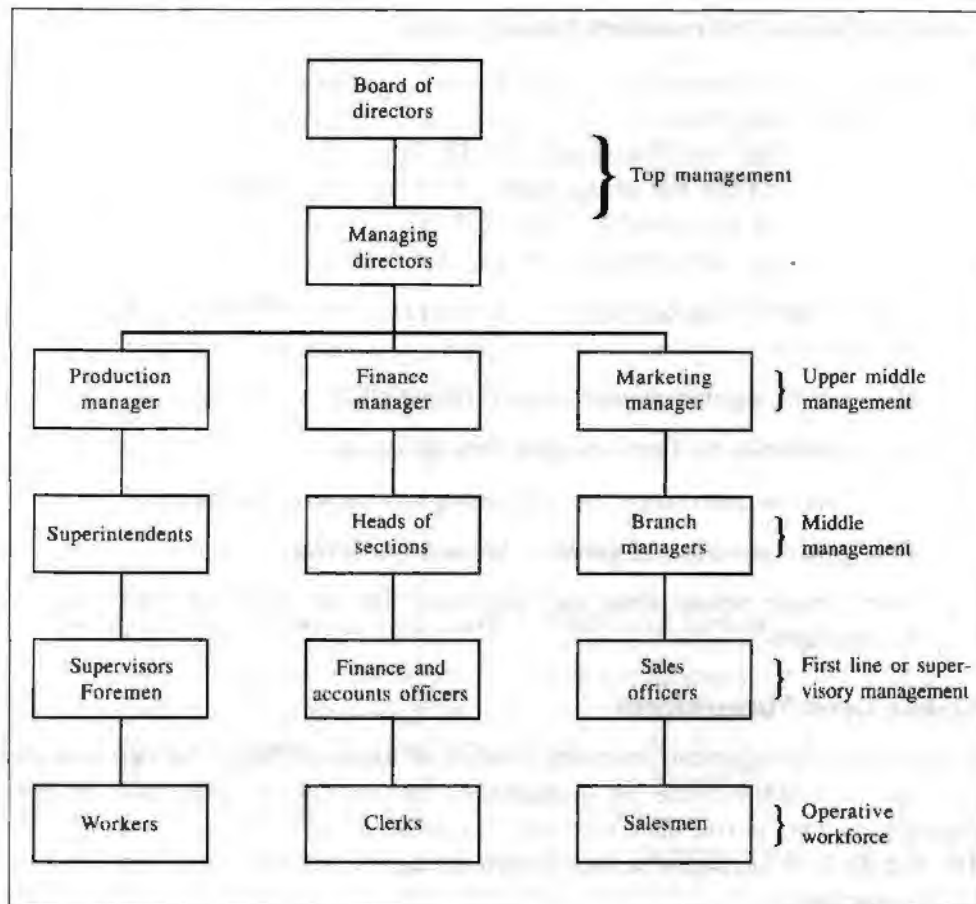 Board of
directors
Top management
Managing
directors
Production
manager
Finance
manager
Marketing
manager
Upper middle
management
Superintendents
Heads of
sections
Branch
managers
Middle
management
Supervisors
Foremen
Finance and
accounts officers
Sales
officers
First line or super-
visory management
Workers
Clerks
Salesmen
Operative
workforce